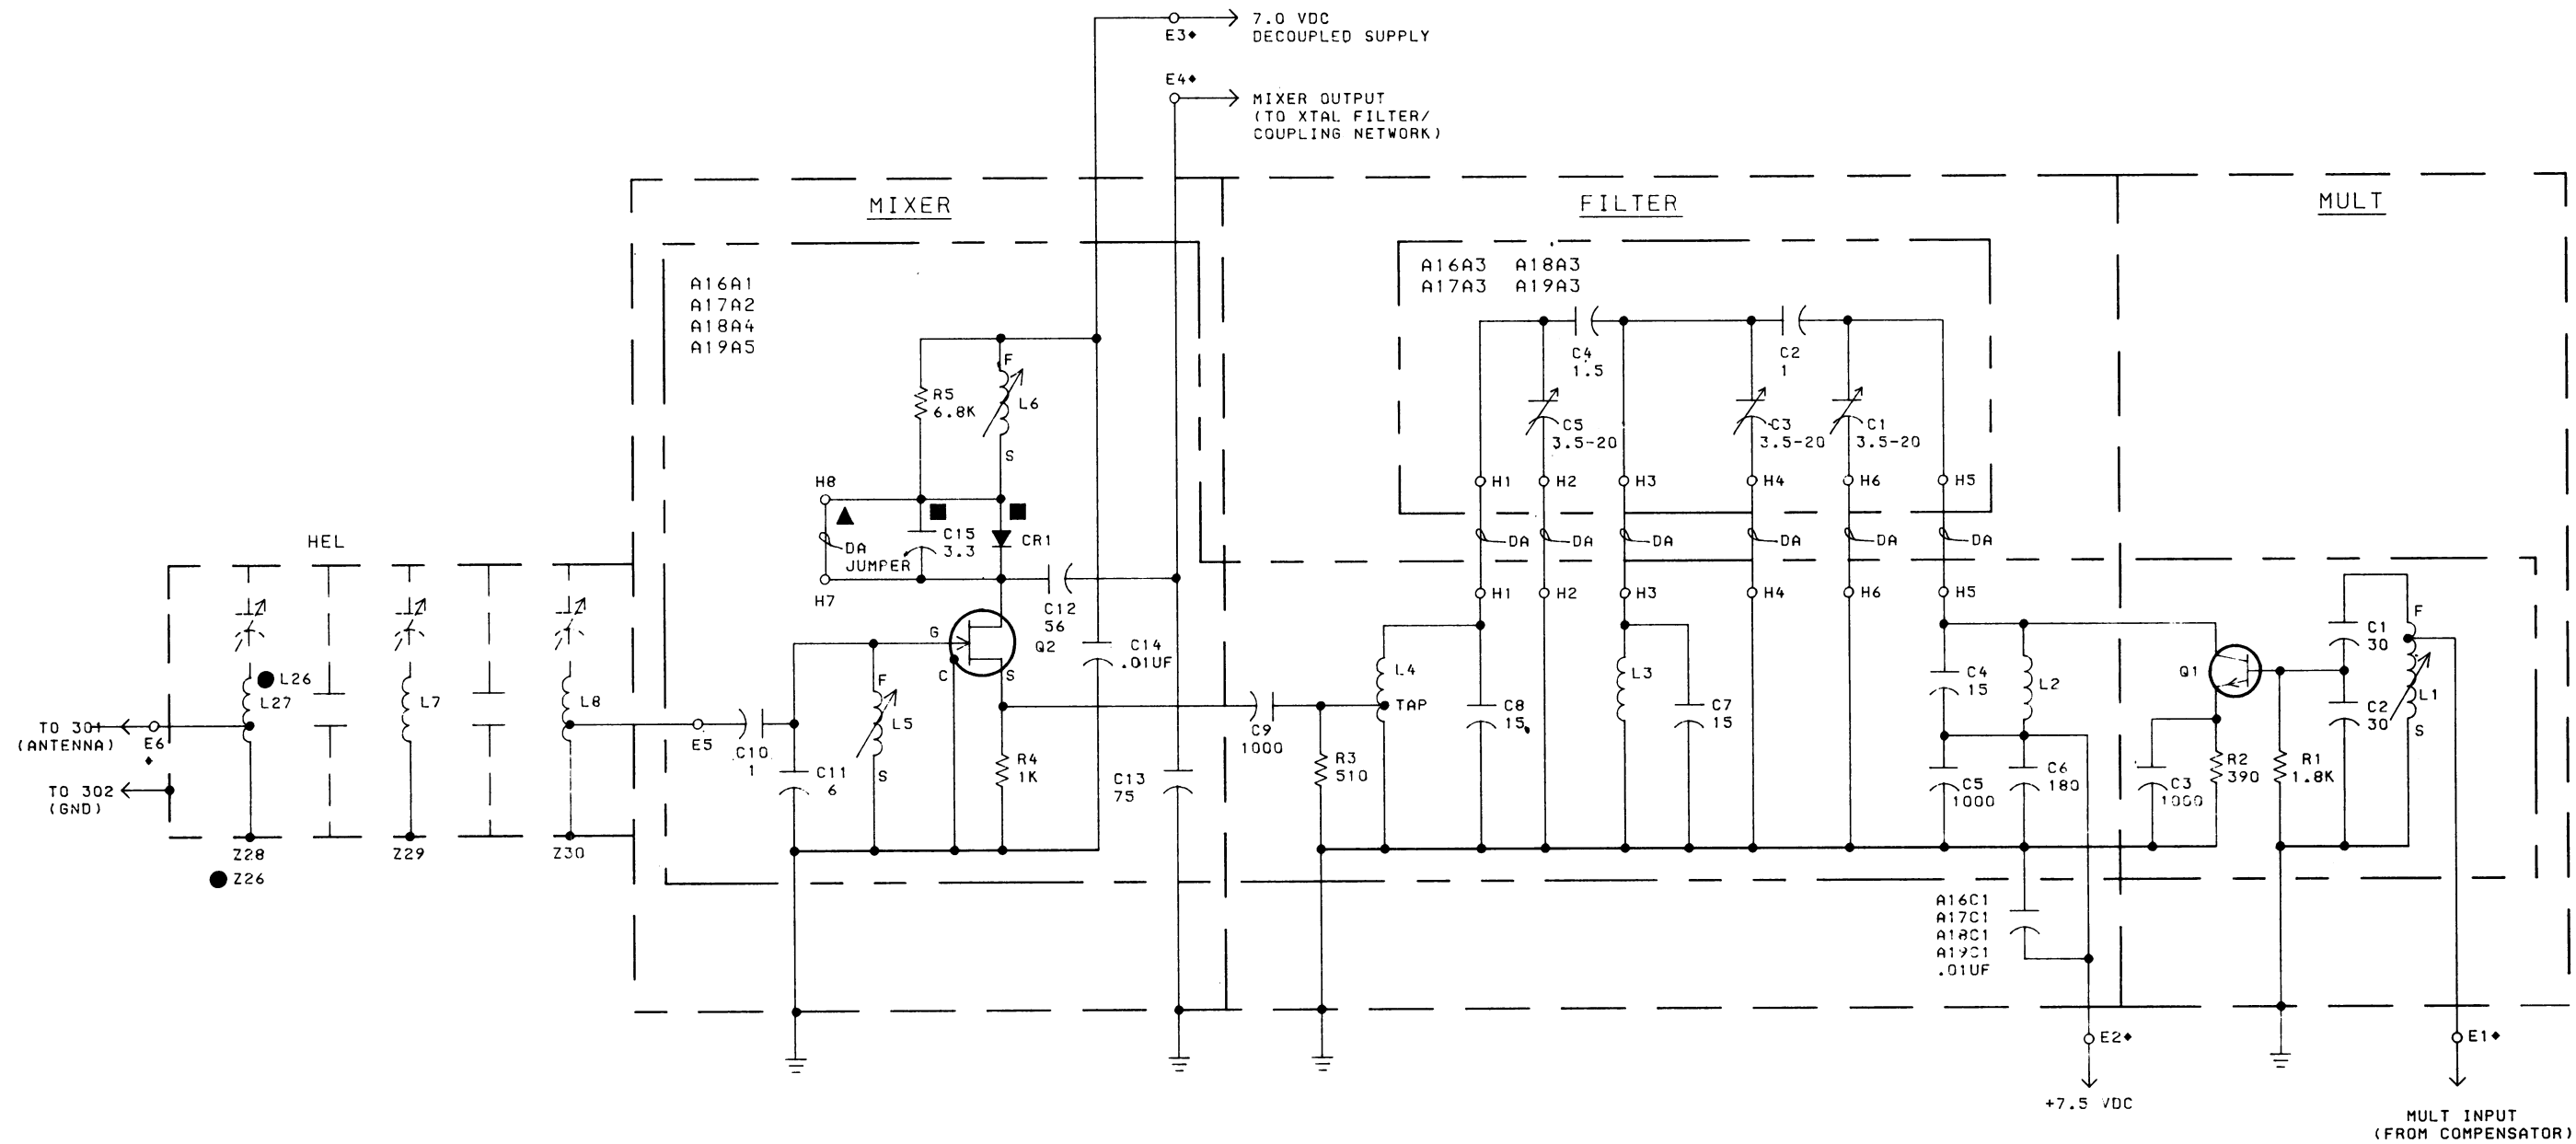 7.0 VDC
DECOUPLED SUPPLY
E3◆
E4◆
MIXER OUTPUT
(TO XTAL FILTER/
COUPLING NETWORK)
MIXER
FILTER
MULT
A16A1
A17A2
A18A4
A19A5
A16A3 A18A3
A17A3 A19A3
F
R5
6.8K
L6
S
C4
1.5
C2
1
C5
3.5-20
C3
3.5-20
C1
3.5-20
H8
▲
■
■
H1
H2
H3
H4
H6
H5
HEL
DA
JUMPER
C15
3.3
CR1
DA
DA
DA
DA
DA
DA
H7
C12
56
H1
H2
H3
H4
H6
H5
G
Q2
C
S
C14
.01UF
●L26
L27
L7
L8
F
L5
S
L4
TAP
L3
C8
15
C7
15
C4
15
L2
Q1
C1
30
F
C2
30
L1
S
TO 301
(ANTENNA)
E6
◆
TO 302
(GND)
E5
C10
1
C11
6
R4
1K
C13
75
C9
1000
R3
510
C5
1000
C6
180
C3
1000
R2
390
R1
1.8K
Z28
Z29
Z30
● Z26
A16C1
A17C1
A18C1
A19C1
.01UF
E2◆
E1◆
+7.5 VDC
MULT INPUT
(FROM COMPENSATOR)